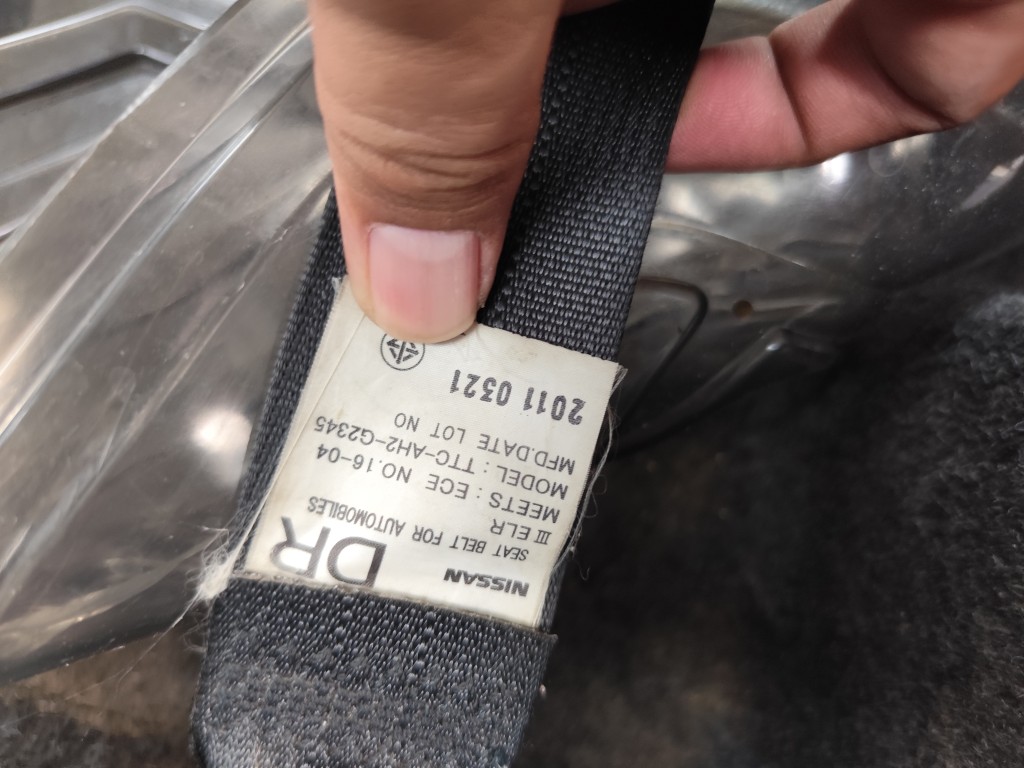 NISSAN DR
SEAT BELT FOR AUTOMOBILES
III ELR
MEETS : ECE NO.16-04
MODEL : TTC-AH2-G2345
MFD.DATE LOT NO
2011 0321